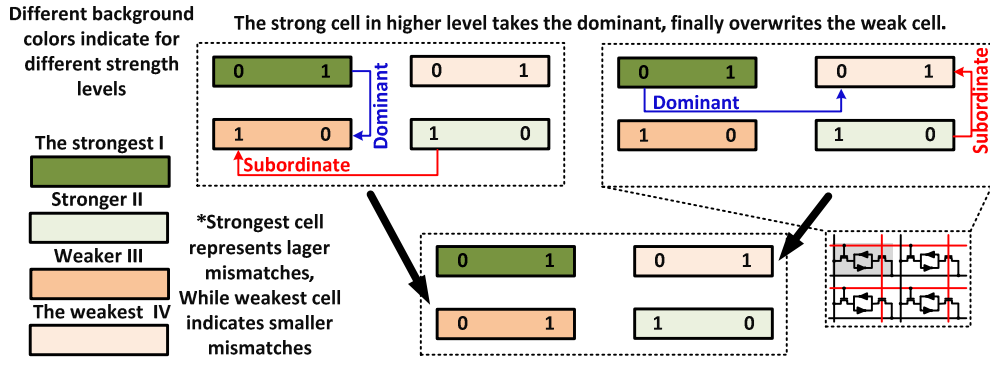 Different background
colors indicate for
different strength
levels
The strong cell in higher level takes the dominant, finally overwrites the weak cell.
0 1
0 1
Dominant
1 0
1 0
Subordinate
0 1
0 1
Dominant
1 0
1 0
Subordinate
The strongest I
Stronger II
Weaker III
The weakest IV
*Strongest cell
represents lager
mismatches,
While weakest cell
indicates smaller
mismatches
0 1
0 1
0 1
1 0